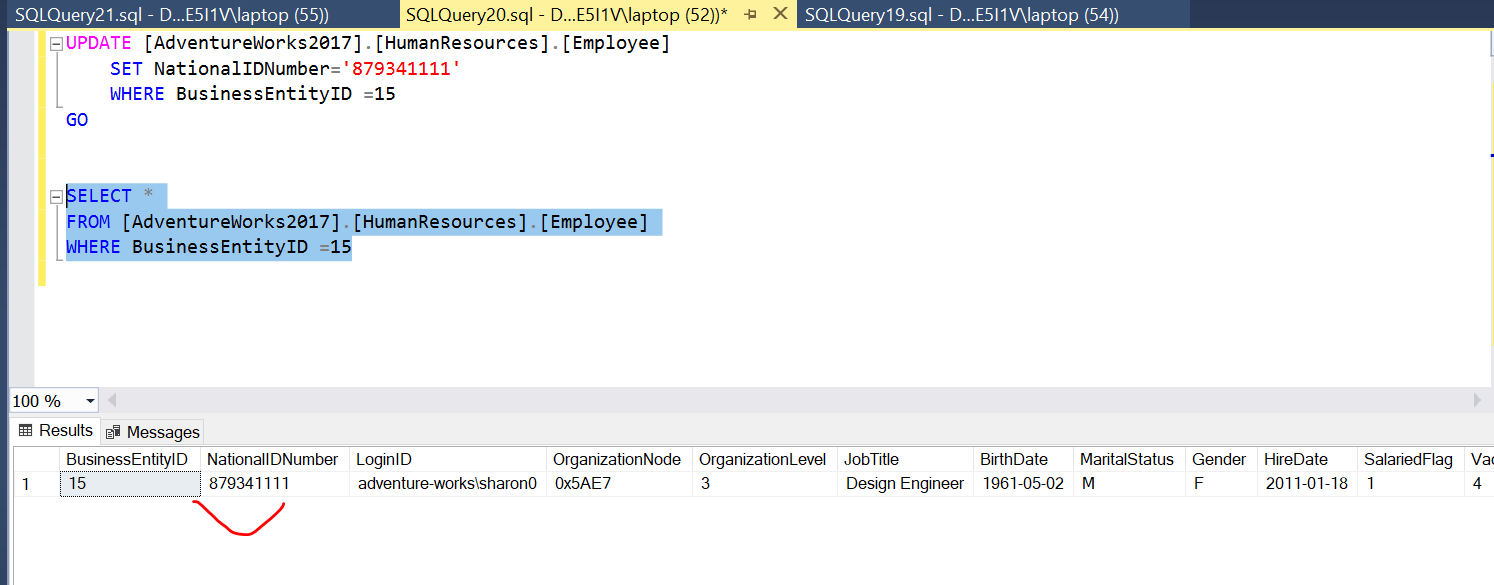 SQLQuery21.sql - D...E5I1V\laptop (55)) SQLQuery20.sql - D...E5I1V\laptop (52))* SQLQuery19.sql - D...E5I1V\laptop (54))
UPDATE [AdventureWorks2017].[HumanResources].[Employee]
SET NationalIDNumber='879341111'
WHERE BusinessEntityID =15
GO
SELECT *
FROM [AdventureWorks2017].[HumanResources].[Employee]
WHERE BusinessEntityID =15
100 %
Results Messages
BusinessEntityID NationalIDNumber LoginID OrganizationNode OrganizationLevel JobTitle BirthDate MaritalStatus Gender HireDate SalariedFlag Vac
1 15 879341111 adventure-works\sharon0 0x5AE7 3 Design Engineer 1961-05-02 M F 2011-01-18 1 4